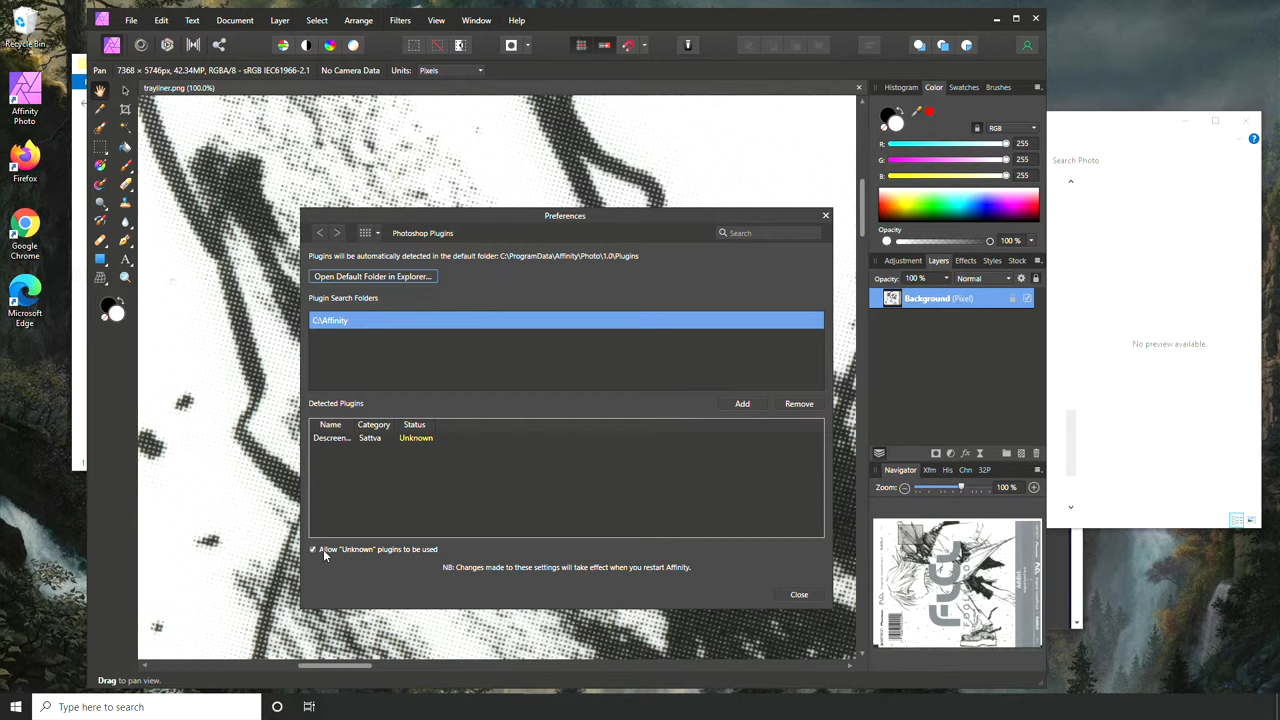 File Edit Text Document Layer Select Arrange Filters View Window Help
Pan 7368 × 5746px, 42.34MP, RGBA/8 - sRGB IEC61966-2.1 No Camera Data Units: Pixels
trayliner.png (100.0%)
Recycle Bin
Affinity
Photo
Firefox
Google
Chrome
Microsoft
Edge
Preferences
Photoshop Plugins
Search
Plugins will be automatically detected in the default folder: C:\ProgramData\Affinity\Photo\1.0\Plugins
Open Default Folder in Explorer...
Plugin Search Folders
C:\Affinity
Detected Plugins
Add Remove
Name Category Status
Descreen... Sattva Unknown
Allow "Unknown" plugins to be used
NB: Changes made to these settings will take effect when you restart Affinity.
Close
Histogram Color Swatches Brushes
RGB
R: 255
G: 255
B: 255
Opacity
100 %
Adjustment Layers Effects Styles Stock
Opacity: 100 % Normal
Background (Pixel)
Navigator Xfm His Chn 32P
Zoom: 100 %
Search Photo
No preview available.
Drag to pan view.
Type here to search